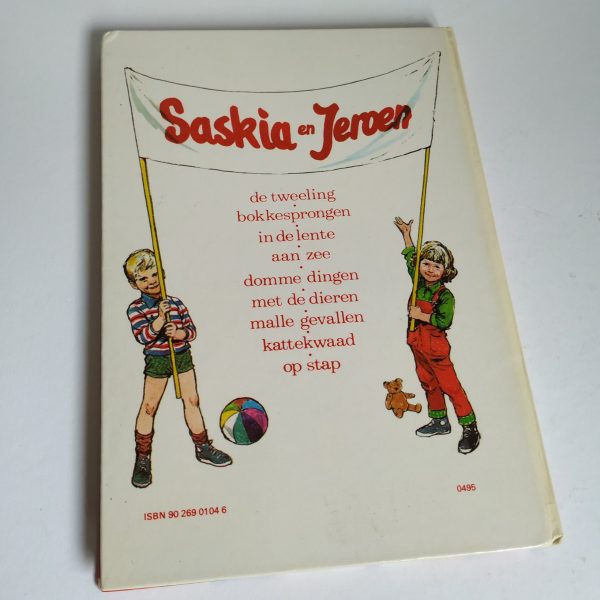 Saskia en Jeroen
de tweeling
bokkesprongen
in de lente
aan zee
domme dingen
met de dieren
malle gevallen
kattekwaad
op stap
0495
ISBN 90 269 0104 6